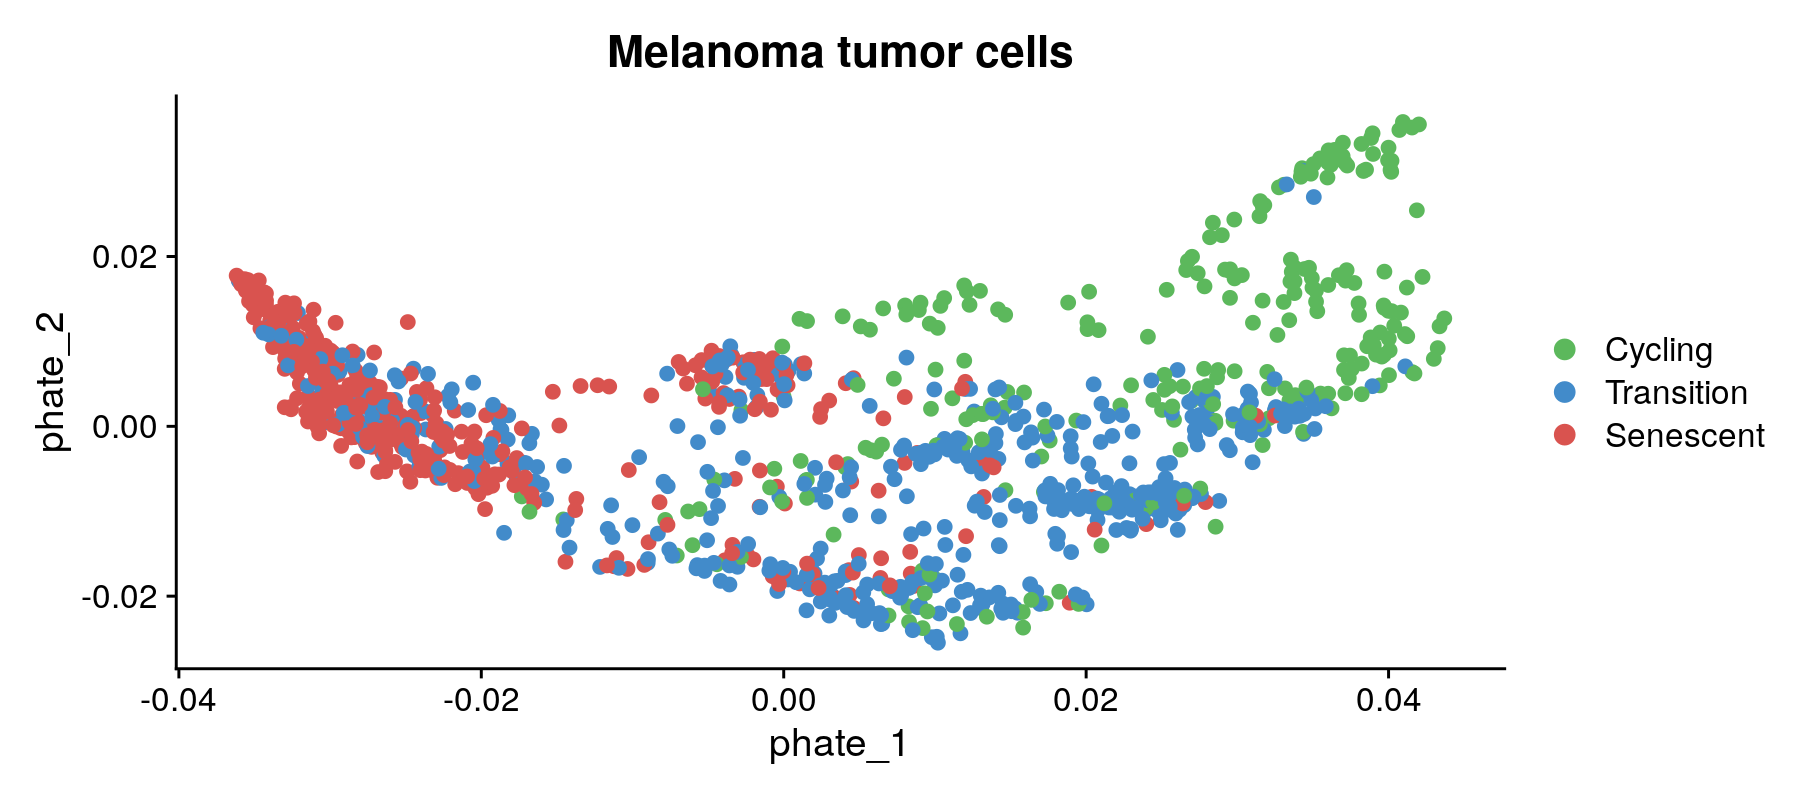 Melanoma tumor cells
phate_2
0.02
0.00
-0.02
-0.04
-0.02
0.00
0.02
0.04
phate_1
Cycling
Transition
Senescent